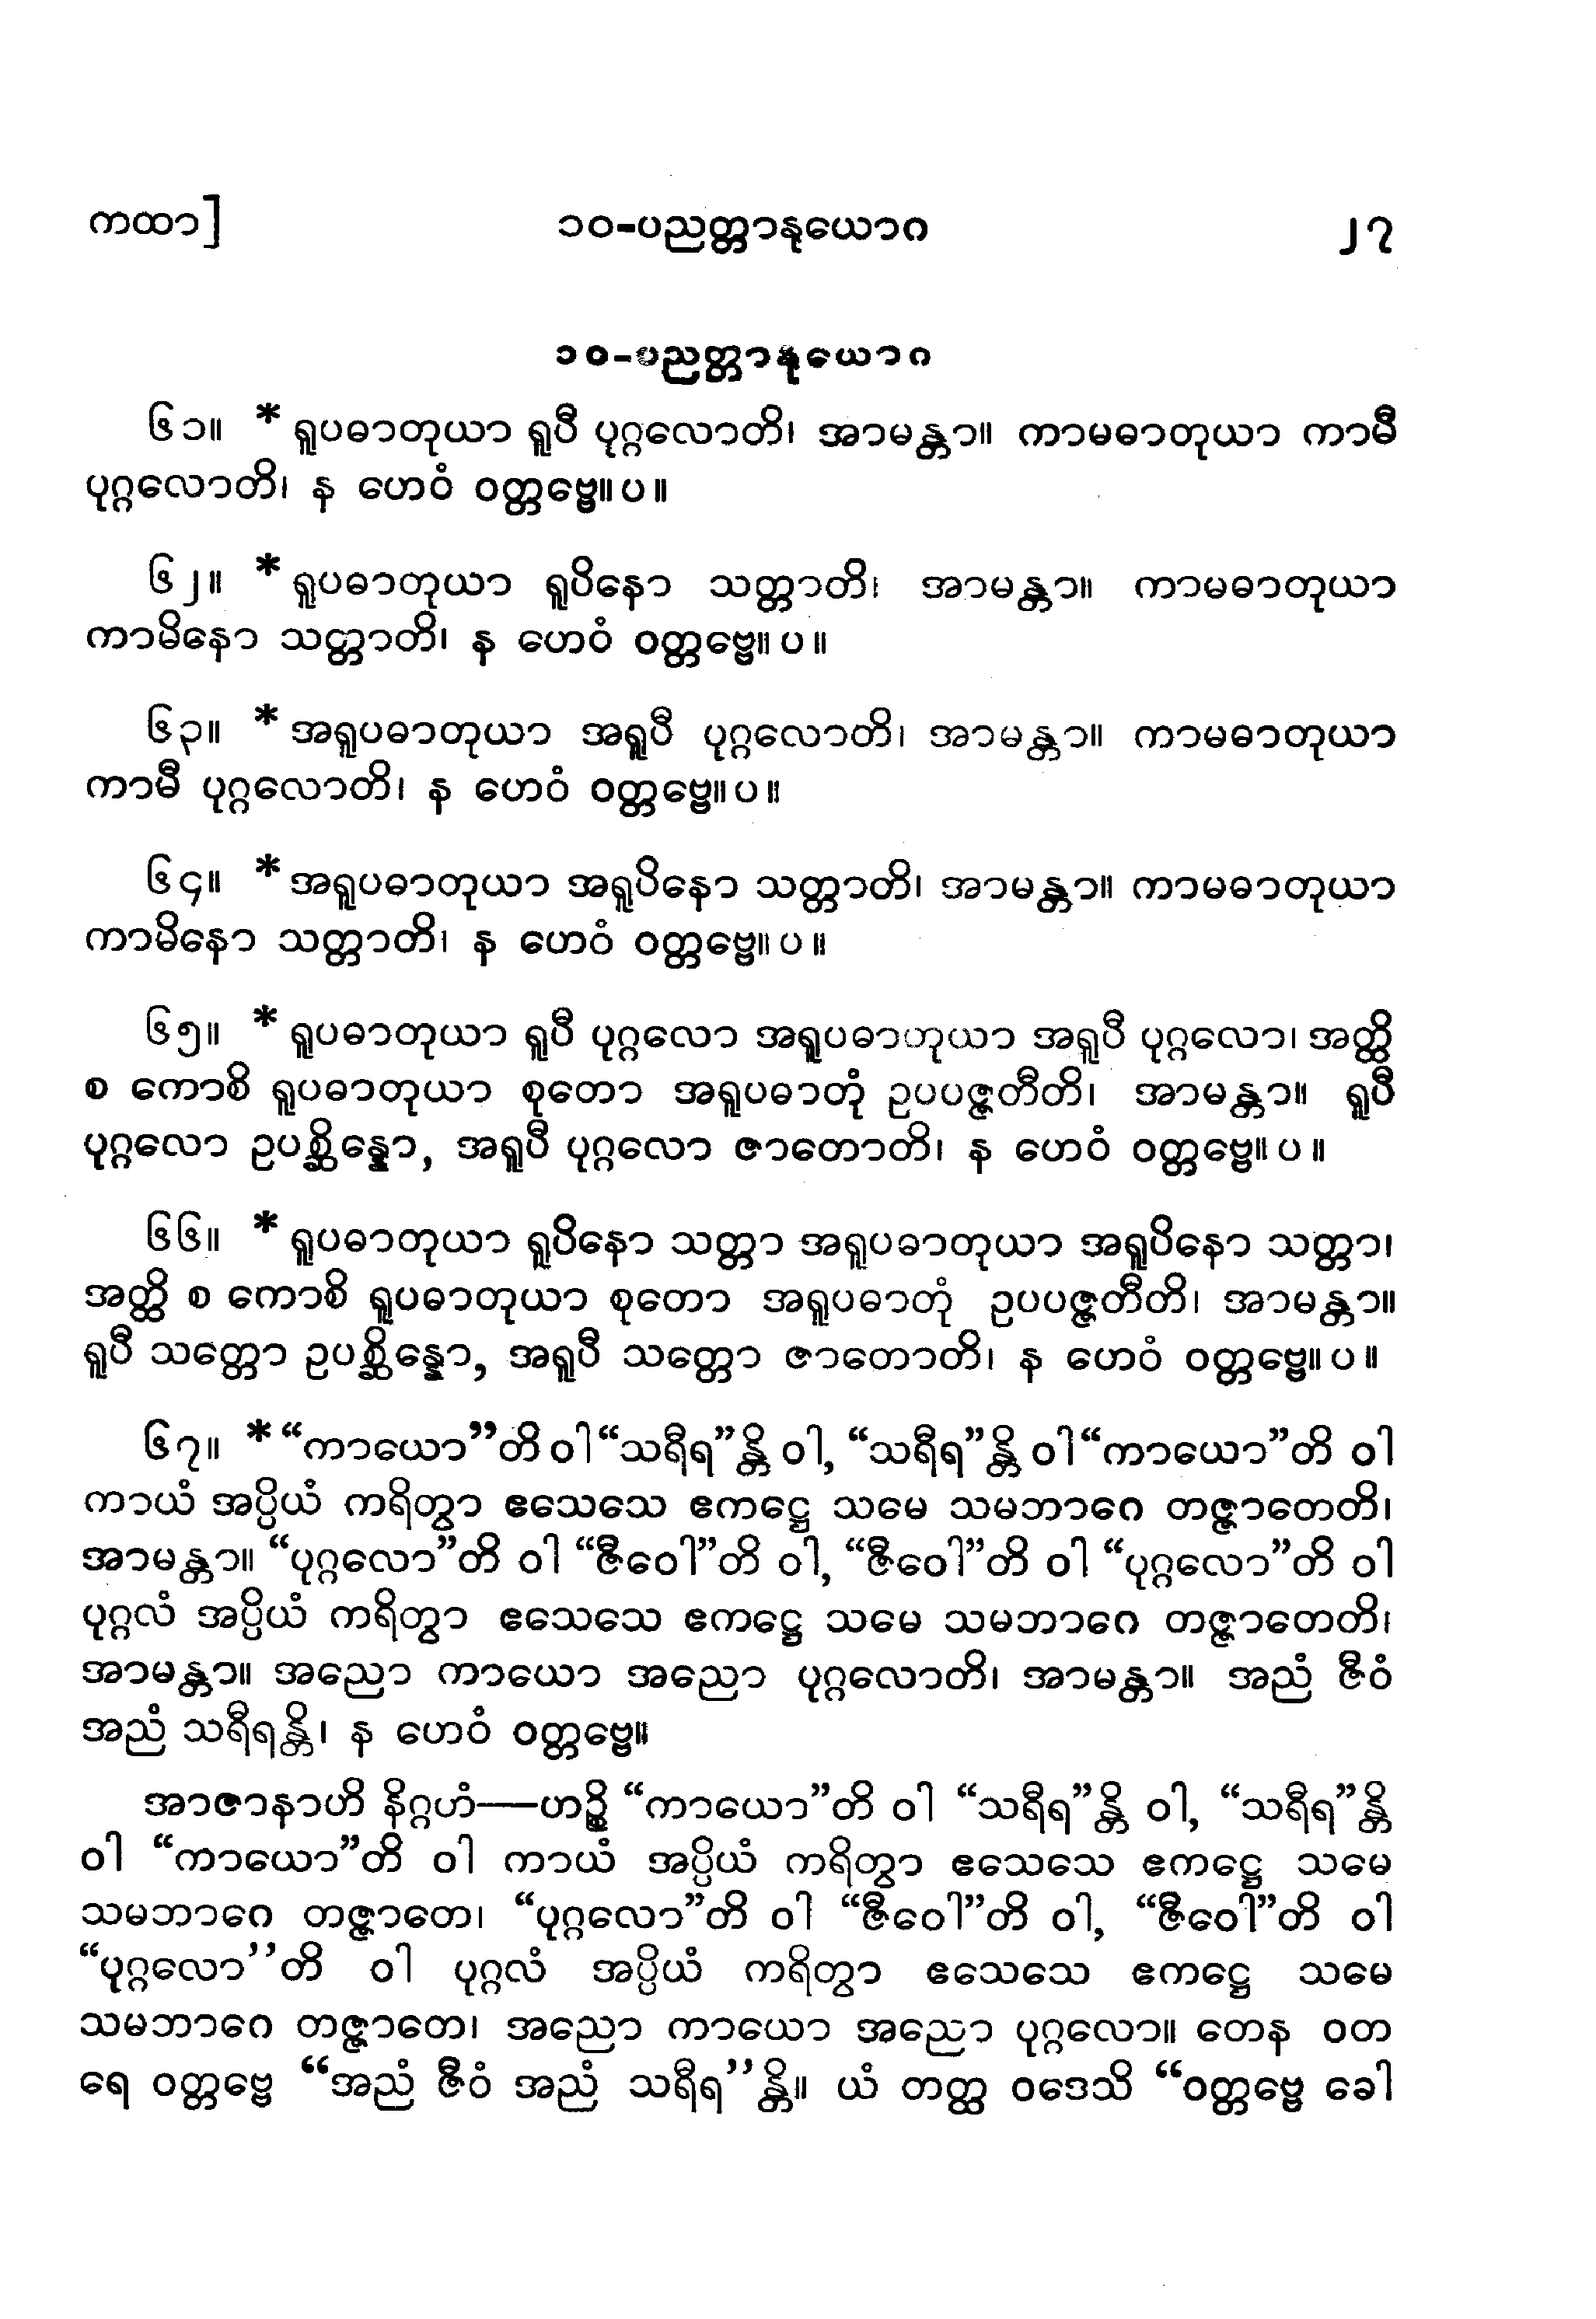 ကထာ]
၁၀-ပညတ္တာနုယောဂ
၂၇
၁၀-ပညတ္တာနုယောဂ
၆၁။ *ရူပဓာတုယာ ရူပီ ပုဂ္ဂလောတိ၊ အာမန္တာ။ ကာမဓာတုယာ ကာမီ
ပုဂ္ဂလောတိ၊ န ဟေဝံ ဝတ္တဗ္ဗေ။ ပ ။
၆၂။ *ရူပဓာတုယာ ရူပိနော သတ္တာတိ၊ အာမန္တာ။ ကာမဓာတုယာ
ကာမိနော သတ္တာတိ၊ န ဟေဝံ ဝတ္တဗ္ဗေ။ ပ ။
၆၃။ *အရူပဓာတုယာ အရူပီ ပုဂ္ဂလောတိ၊ အာမန္တာ။ ကာမဓာတုယာ
ကာမီ ပုဂ္ဂလောတိ၊ န ဟေဝံ ဝတ္တဗ္ဗေ။ ပ ။
၆၄။ *အရူပဓာတုယာ အရူပိနော သတ္တာတိ၊ အာမန္တာ။ ကာမဓာတုယာ
ကာမိနော သတ္တာတိ၊ န ဟေဝံ ဝတ္တဗ္ဗေ။ ပ ။
၆၅။ *ရူပဓာတုယာ ရူပီ ပုဂ္ဂလော အရူပဓာတုယာ အရူပီ ပုဂ္ဂလော၊ အတ္ထိ
စ ကောစိ ရူပဓာတုယာ စုတော အရူပဓာတုံ ဥပပဇ္ဇတီတိ၊ အာမန္တာ။ ရူပီ
ပုဂ္ဂလော ဥပစ္ဆိန္နော, အရူပီ ပုဂ္ဂလော ဇာတောတိ၊ န ဟေဝံ ဝတ္တဗ္ဗေ။ ပ ။
၆၆။ *ရူပဓာတုယာ ရူပိနော သတ္တာ အရူပဓာတုယာ အရူပိနော သတ္တာ၊
အတ္ထိ စ ကောစိ ရူပဓာတုယာ စုတော အရူပဓာတုံ ဥပပဇ္ဇတီတိ၊ အာမန္တာ။
ရူပီ သတ္တော ဥပစ္ဆိန္နော, အရူပီ သတ္တော ဇာတောတိ၊ န ဟေဝံ ဝတ္တဗ္ဗေ။ ပ ။
၆၇။ *“ကာယော”တိ ဝါ “သရီရ”န္တိ ဝါ, “သရီရ”န္တိ ဝါ “ကာယော”တိ ဝါ
ကာယံ အပ္ပိယံ ကရိတွာ ဧသေသေ ဧကဋ္ဌေ သမေ သမဘာဂေ တဇ္ဇာတေတိ၊
အာမန္တာ။ “ပုဂ္ဂလော”တိ ဝါ “ဇီဝေါ”တိ ဝါ, “ဇီဝေါ”တိ ဝါ “ပုဂ္ဂလော”တိ ဝါ
ပုဂ္ဂလံ အပ္ပိယံ ကရိတွာ ဧသေသေ ဧကဋ္ဌေ သမေ သမဘာဂေ တဇ္ဇာတေတိ၊
အာမန္တာ။ အညော ကာယော အညော ပုဂ္ဂလောတိ၊ အာမန္တာ။ အညံ ဇီဝံ
အညံ သရီရန္တိ၊ န ဟေဝံ ဝတ္တဗ္ဗေ။
အာဇာနာဟိ နိဂ္ဂဟံ—ဟဉ္စိ “ကာယော”တိ ဝါ “သရီရ”န္တိ ဝါ, “သရီရ”န္တိ
ဝါ “ကာယော”တိ ဝါ ကာယံ အပ္ပိယံ ကရိတွာ ဧသေသေ ဧကဋ္ဌေ သမေ
သမဘာဂေ တဇ္ဇာတေ၊ “ပုဂ္ဂလော”တိ ဝါ “ဇီဝေါ”တိ ဝါ, “ဇီဝေါ”တိ ဝါ
“ပုဂ္ဂလော’’တိ ဝါ ပုဂ္ဂလံ အပ္ပိယံ ကရိတွာ ဧသေသေ ဧကဋ္ဌေ သမေ
သမဘာဂေ တဇ္ဇာတေ၊ အညော ကာယော အညော ပုဂ္ဂလော။ တေန ဝတ
ရေ ဝတ္တဗ္ဗေ “အညံ ဇီဝံ အညံ သရီရ’’န္တိ။ ယံ တတ္ထ ဝဒေသိ “ဝတ္တဗ္ဗေ ခေါ